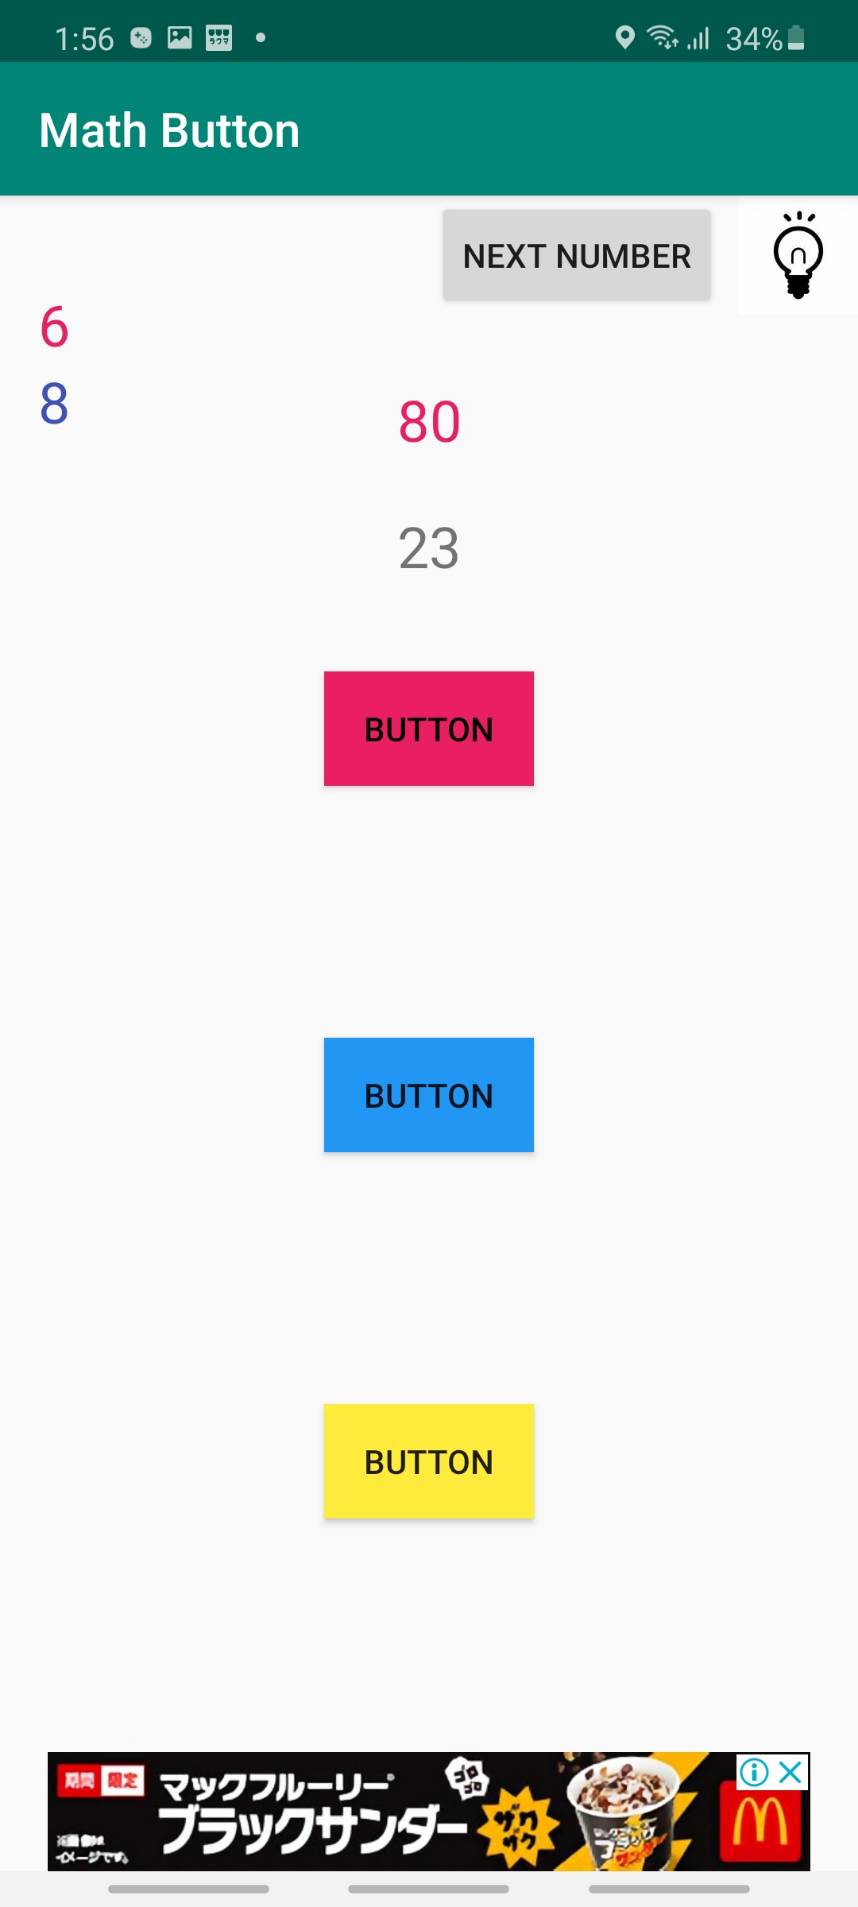 1:56
34%
Math Button
NEXT NUMBER
6
8
80
23
BUTTON
BUTTON
BUTTON
期間 限定
マックフルーリー®
ブラックサンダー
ゴロゴロ
ザクザク
※画像はイメージです。